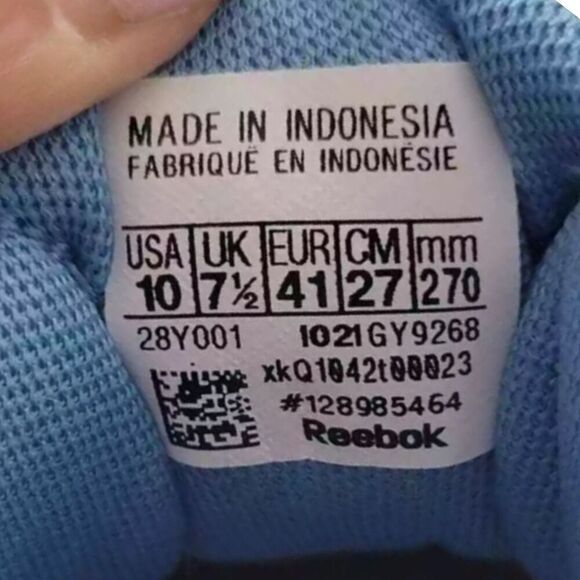 MADE IN INDONESIA
FABRIQUË EN INDONÉSIE
USA UK EUR CM mm
10 7½ 41 27 270
28Y001 1021GY9268
xkQ1042t00023
#128985464
Reebok